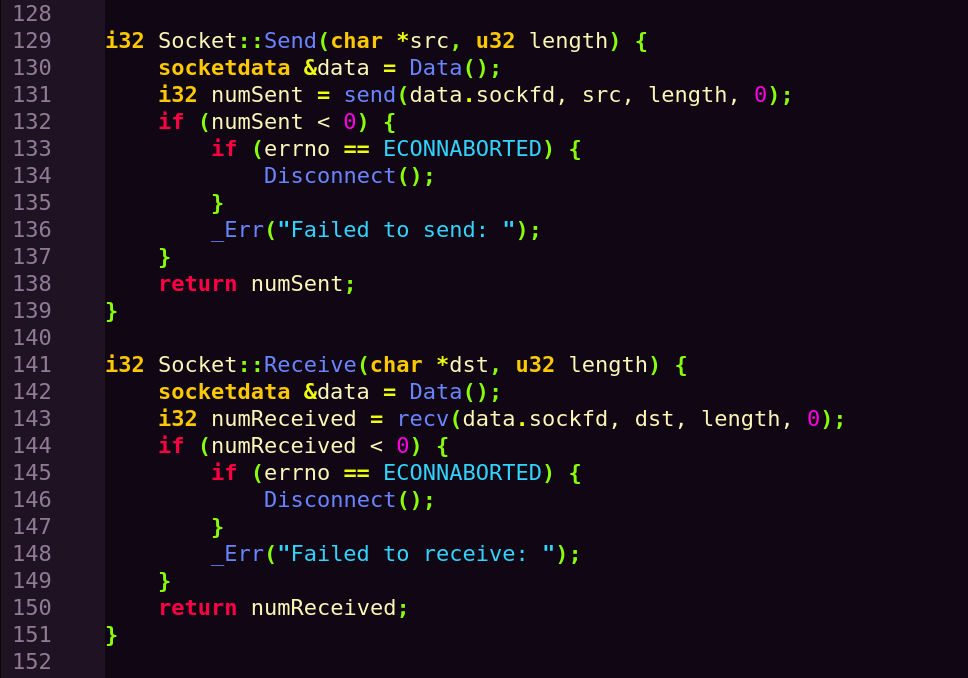 128
129 i32 Socket::Send(char *src, u32 length) {
130     socketdata &data = Data();
131     i32 numSent = send(data.sockfd, src, length, 0);
132     if (numSent < 0) {
133         if (errno == ECONNABORTED) {
134             Disconnect();
135         }
136         _Err("Failed to send: ");
137     }
138     return numSent;
139 }
140
141 i32 Socket::Receive(char *dst, u32 length) {
142     socketdata &data = Data();
143     i32 numReceived = recv(data.sockfd, dst, length, 0);
144     if (numReceived < 0) {
145         if (errno == ECONNABORTED) {
146             Disconnect();
147         }
148         _Err("Failed to receive: ");
149     }
150     return numReceived;
151 }
152